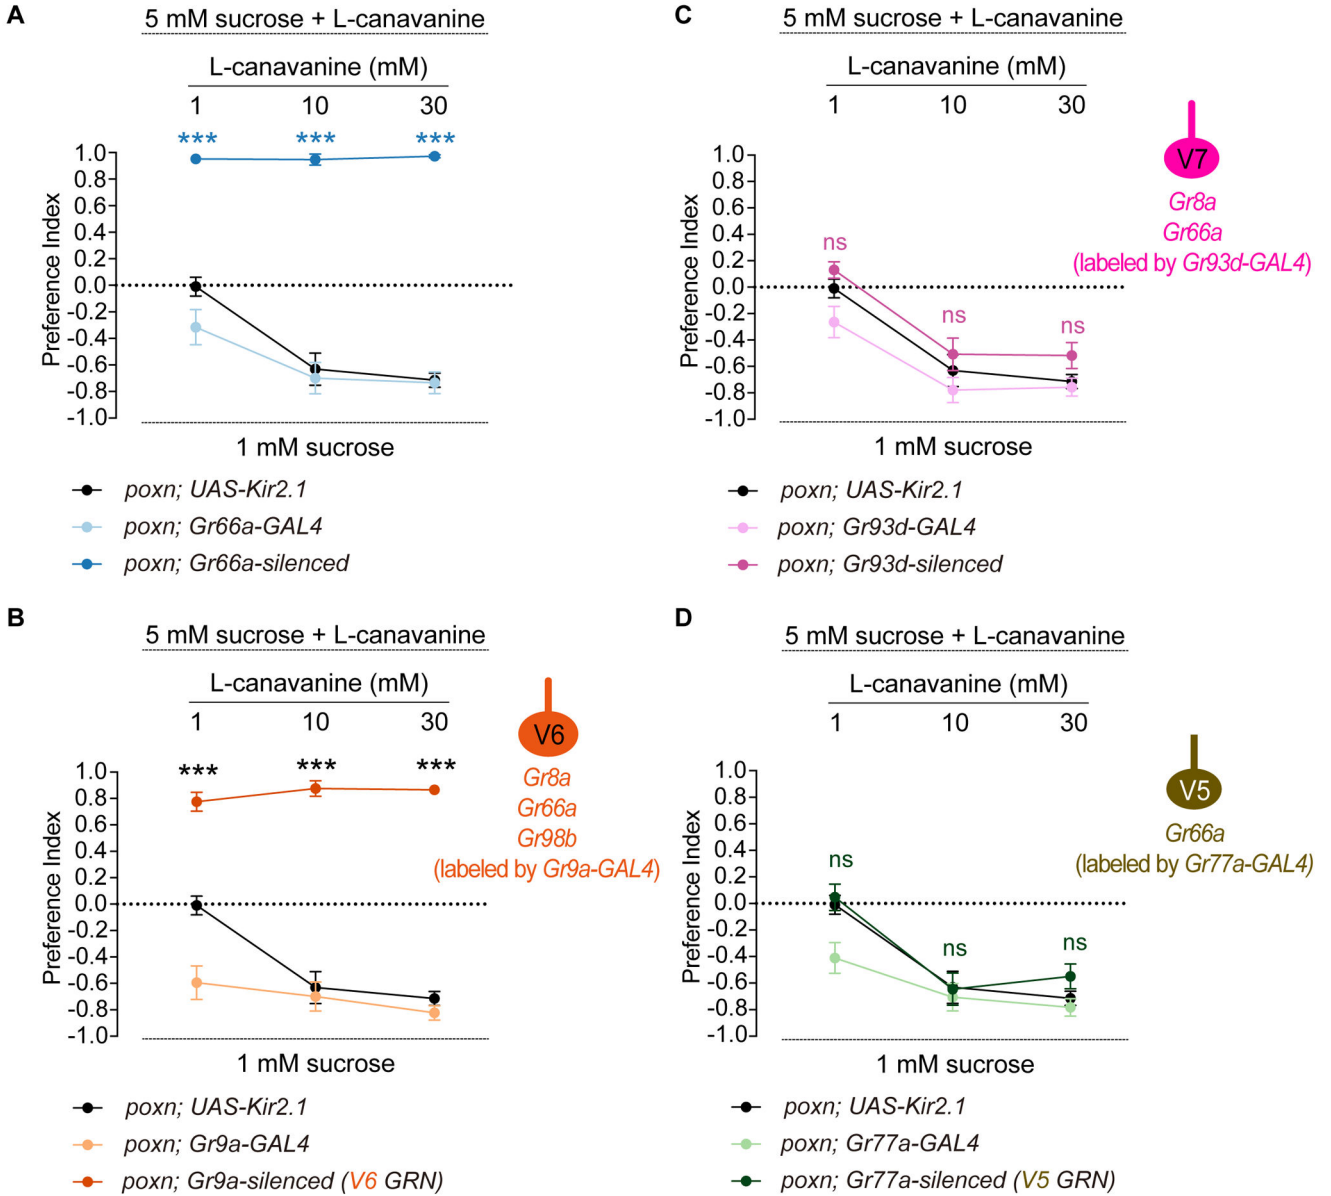 A
5 mM sucrose + L-canavanine
L-canavanine (mM)
1 10 30
*** *** ***
Preference Index
1.0
0.8
0.6
0.4
0.2
0.0
-0.2
-0.4
-0.6
-0.8
-1.0
1 mM sucrose
poxn; UAS-Kir2.1
poxn; Gr66a-GAL4
poxn; Gr66a-silenced
C
5 mM sucrose + L-canavanine
L-canavanine (mM)
1 10 30
Preference Index
1.0
0.8
0.6
0.4
0.2
0.0
-0.2
-0.4
-0.6
-0.8
-1.0
ns
ns
ns
V7
Gr8a
Gr66a
(labeled by Gr93d-GAL4)
1 mM sucrose
poxn; UAS-Kir2.1
poxn; Gr93d-GAL4
poxn; Gr93d-silenced
B
5 mM sucrose + L-canavanine
L-canavanine (mM)
1 10 30
*** *** ***
Preference Index
1.0
0.8
0.6
0.4
0.2
0.0
-0.2
-0.4
-0.6
-0.8
-1.0
V6
Gr8a
Gr66a
Gr98b
(labeled by Gr9a-GAL4)
1 mM sucrose
poxn; UAS-Kir2.1
poxn; Gr9a-GAL4
poxn; Gr9a-silenced (V6 GRN)
D
5 mM sucrose + L-canavanine
L-canavanine (mM)
1 10 30
Preference Index
1.0
0.8
0.6
0.4
0.2
0.0
-0.2
-0.4
-0.6
-0.8
-1.0
ns
ns
ns
V5
Gr66a
(labeled by Gr77a-GAL4)
1 mM sucrose
poxn; UAS-Kir2.1
poxn; Gr77a-GAL4
poxn; Gr77a-silenced (V5 GRN)